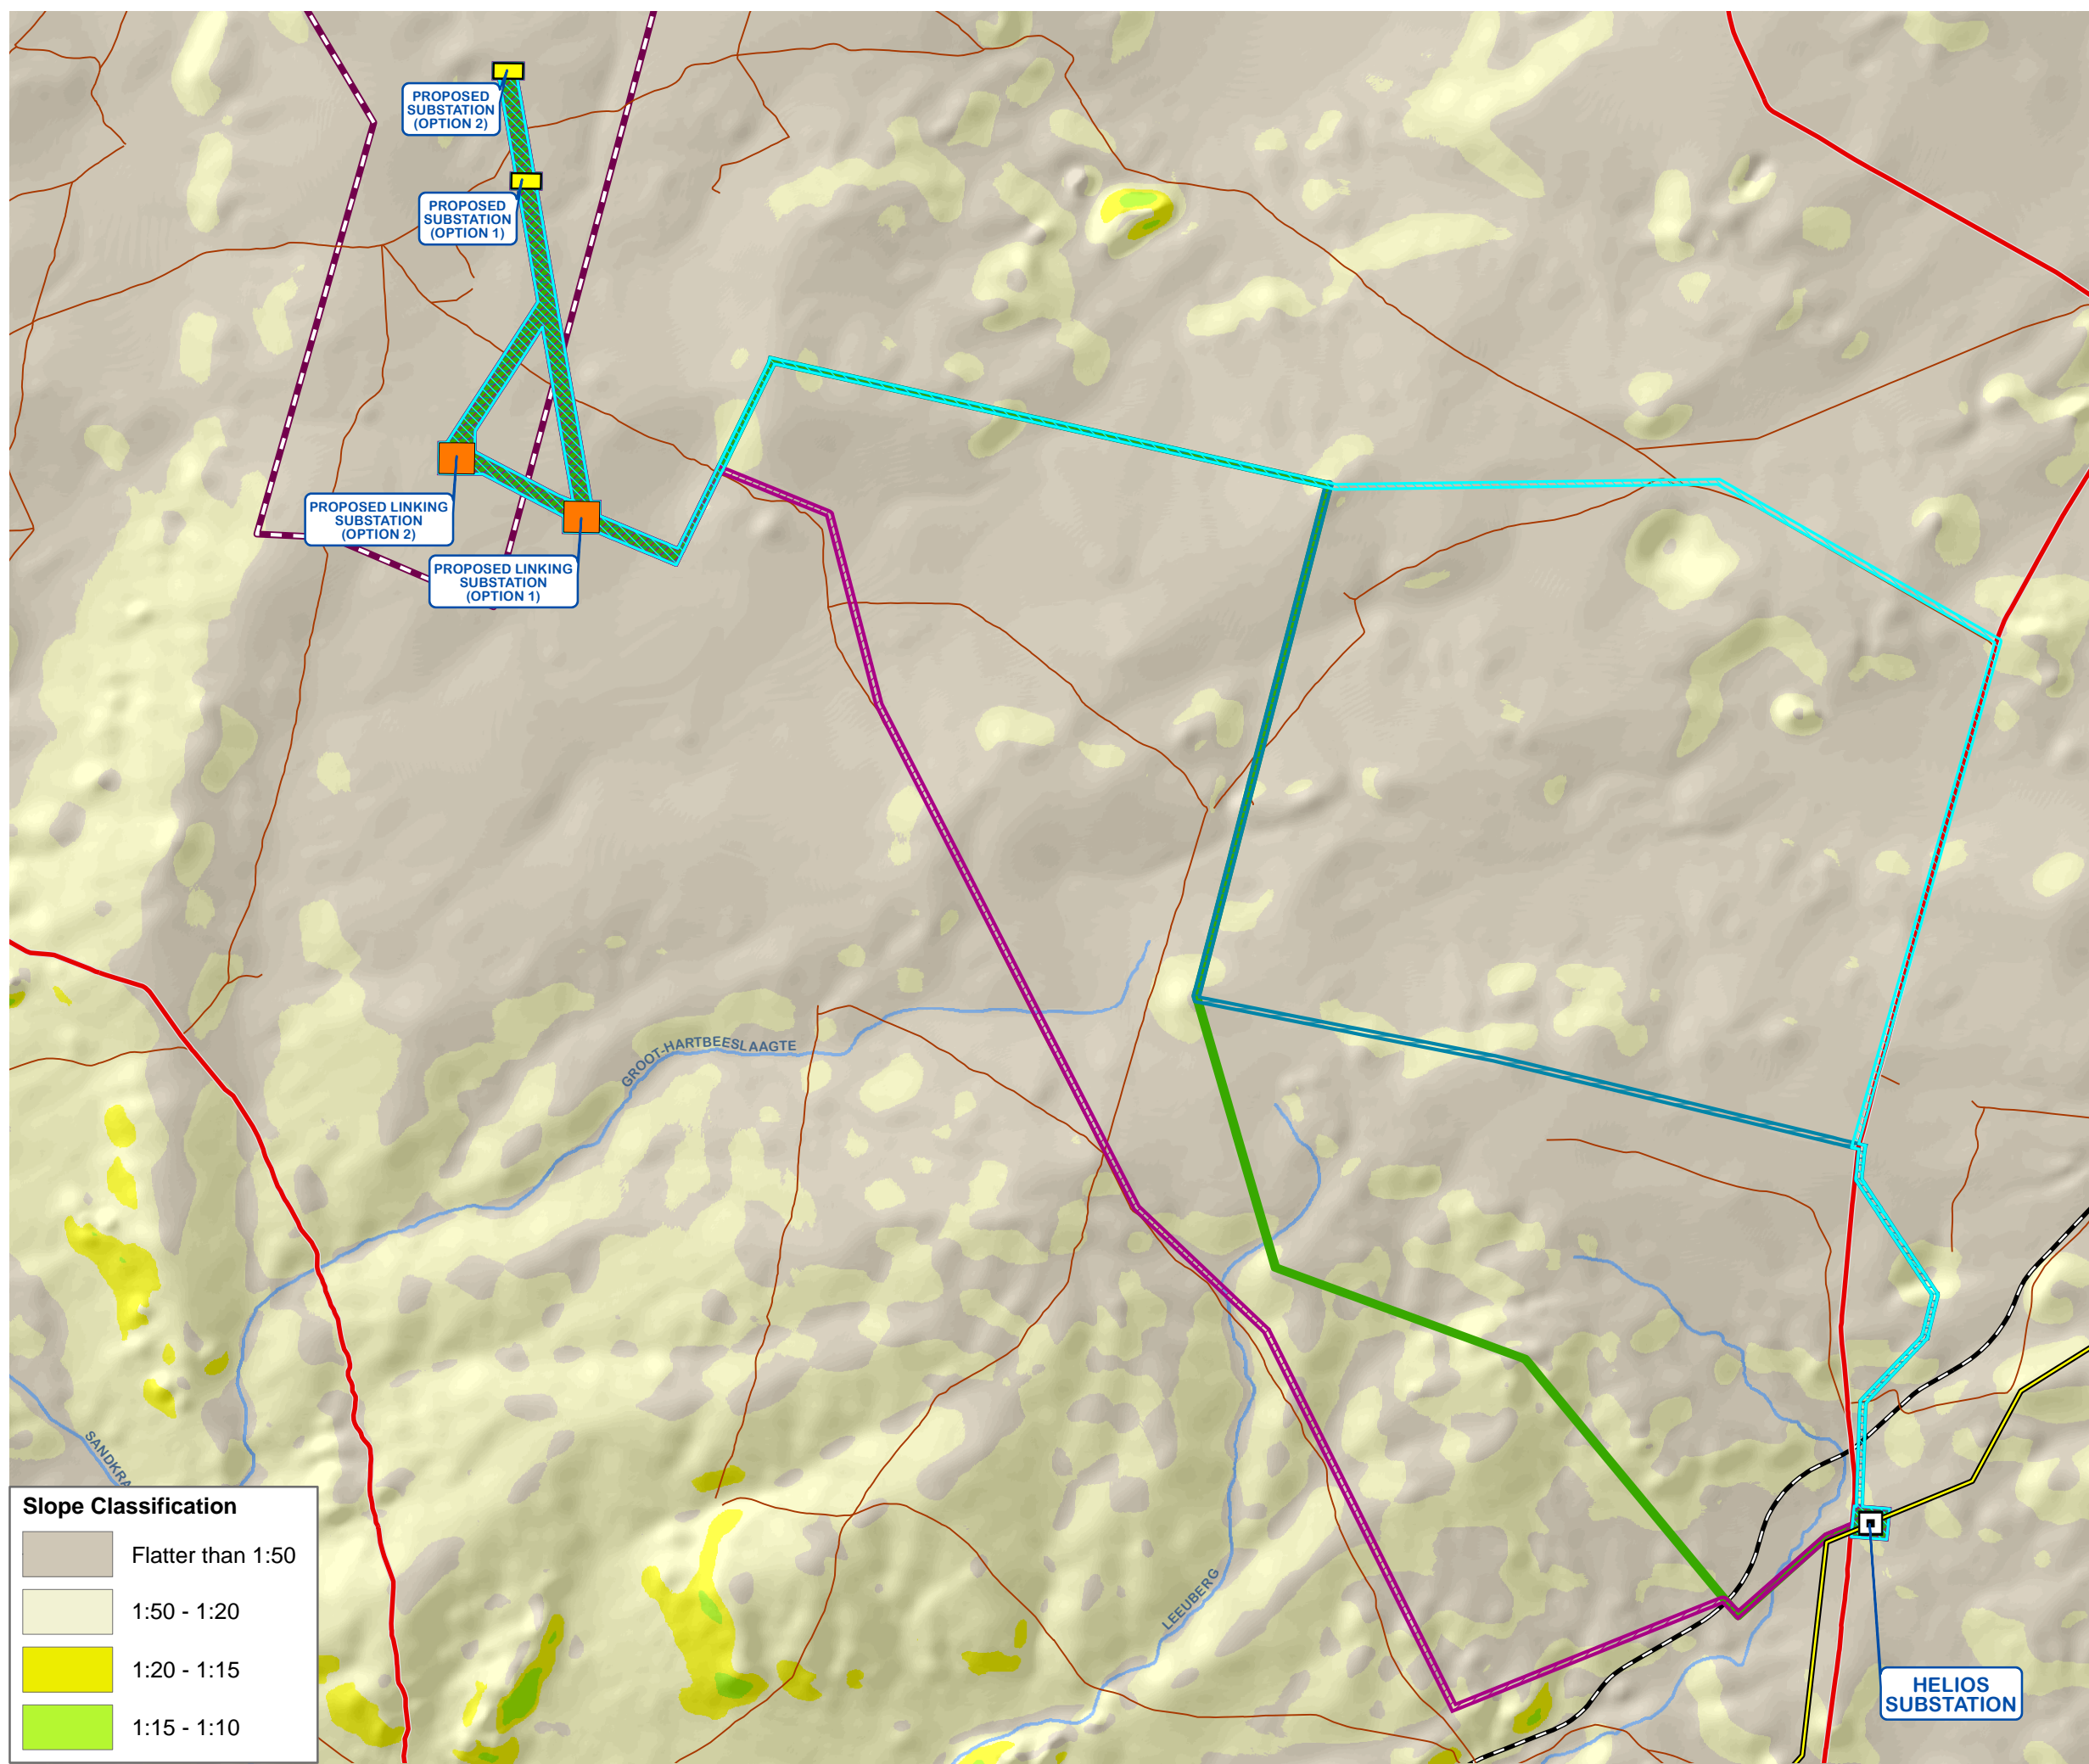 PROPOSED
SUBSTATION
(OPTION 2)
PROPOSED
SUBSTATION
(OPTION 1)
PROPOSED LINKING
SUBSTATION
(OPTION 2)
PROPOSED LINKING
SUBSTATION
(OPTION 1)
GROOT-HARTBEESLAAGTE
SANDKRA
LEEUBERG
HELIOS
SUBSTATION
Slope Classification
Flatter than 1:50
1:50 - 1:20
1:20 - 1:15
1:15 - 1:10